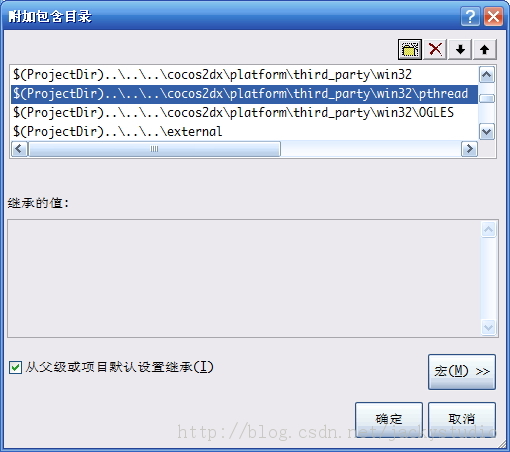 附加包含目录
$(ProjectDir)..\..\..\cocos2dx\platform\third_party\win32
$(ProjectDir)..\..\..\cocos2dx\platform\third_party\win32\pthread
$(ProjectDir)..\..\..\cocos2dx\platform\third_party\win32\OGLES
$(ProjectDir)..\..\..\external
继承的值:
从父级或项目默认设置继承(I)
宏(M) >>
确定
取消
http://blog.csdn.net/jackystudio